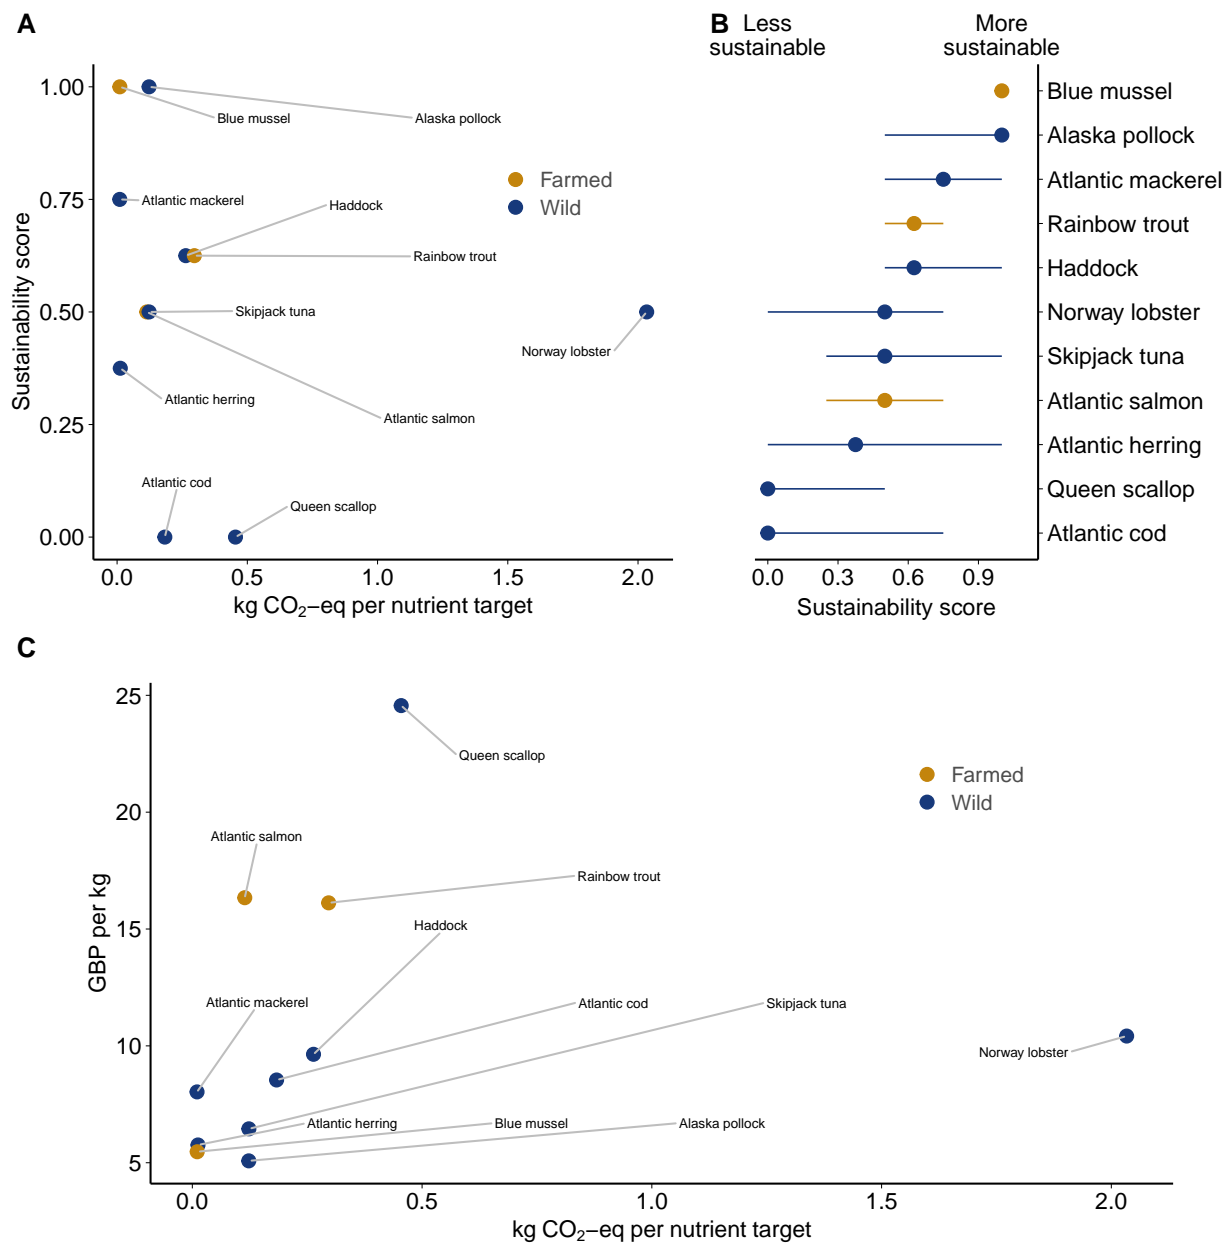 A
Sustainability score
1.00
0.75
0.50
0.25
0.00
Blue mussel
Alaska pollock
Atlantic mackerel
Haddock
Rainbow trout
Skipjack tuna
Norway lobster
Atlantic herring
Atlantic salmon
Atlantic cod
Queen scallop
Farmed
Wild
0.0
0.5
1.0
1.5
2.0
kg CO₂−eq per nutrient target
B
Less
sustainable
More
sustainable
Blue mussel
Alaska pollock
Atlantic mackerel
Rainbow trout
Haddock
Norway lobster
Skipjack tuna
Atlantic salmon
Atlantic herring
Queen scallop
Atlantic cod
0.0
0.3
0.6
0.9
Sustainability score
C
GBP per kg
25
20
15
10
5
Queen scallop
Farmed
Wild
Atlantic salmon
Rainbow trout
Haddock
Atlantic mackerel
Atlantic cod
Skipjack tuna
Norway lobster
Atlantic herring
Blue mussel
Alaska pollock
0.0
0.5
1.0
1.5
2.0
kg CO₂−eq per nutrient target